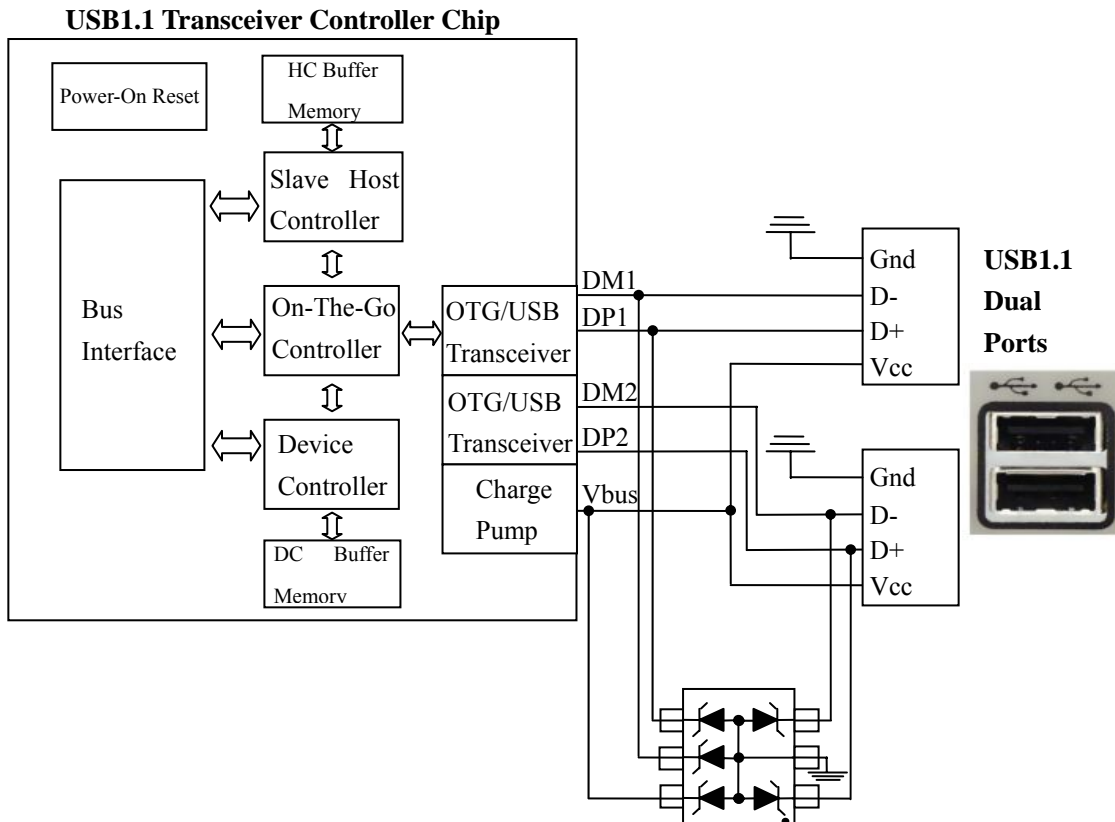 USB1.1 Transceiver Controller Chip
Power-On Reset
HC Buffer
Memory
Slave Host
Controller
Bus
Interface
On-The-Go
Controller
Device
Controller
DC Buffer
Memory
OTG/USB
Transceiver
OTG/USB
Transceiver
Charge
Pump
DM1
DP1
DM2
DP2
Vbus
Gnd
D-
D+
Vcc
Gnd
D-
D+
Vcc
USB1.1
Dual
Ports